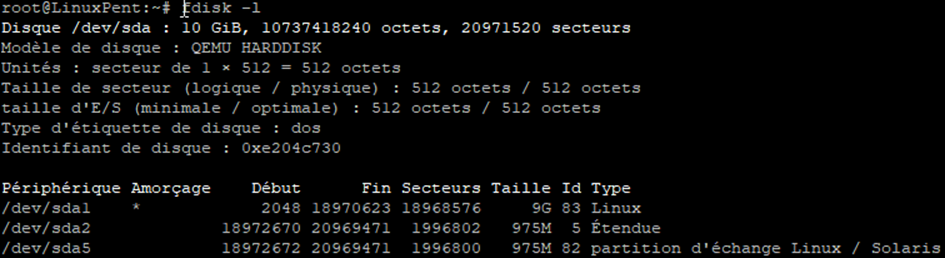 root@LinuxPent:~# fdisk -l
Disque /dev/sda : 10 GiB, 10737418240 octets, 20971520 secteurs
Modèle de disque : QEMU HARDDISK
Unités : secteur de 1 × 512 = 512 octets
Taille de secteur (logique / physique) : 512 octets / 512 octets
taille d'E/S (minimale / optimale) : 512 octets / 512 octets
Type d'étiquette de disque : dos
Identifiant de disque : 0xe204c730
Périphérique Amorçage Début Fin Secteurs Taille Id Type
/dev/sda1 * 2048 18970623 18968576 9G 83 Linux
/dev/sda2 18972670 20969471 1996802 975M 5 Étendue
/dev/sda5 18972672 20969471 1996800 975M 82 partition d'échange Linux / Solaris